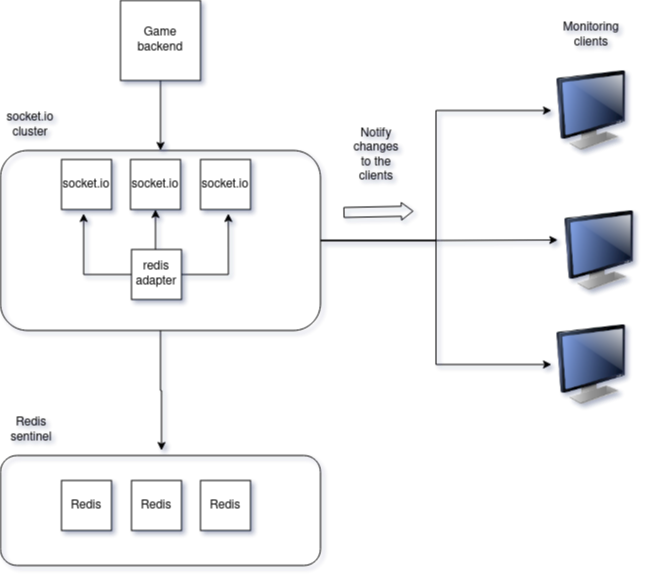 Game
backend
Monitoring
clients
socket.io
cluster
Notify
changes
to the
clients
socket.io
socket.io
socket.io
redis
adapter
Redis
sentinel
Redis
Redis
Redis